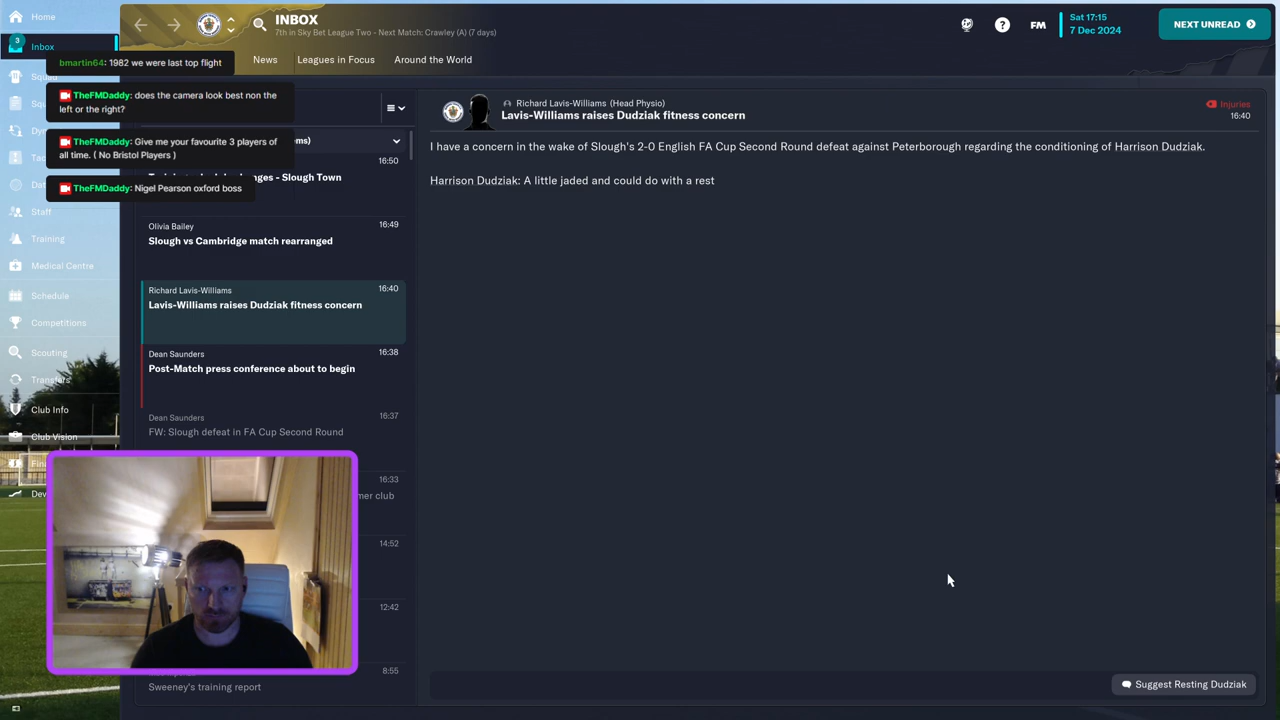 Home
INBOX
7th in Sky Bet League Two - Next Match: Crawley (A) (7 days)
FM
Sat 17:15
7 Dec 2024
NEXT UNREAD
3
Inbox
News
Leagues in Focus
Around the World
bmartin64: 1982 we were last top flight
TheFMDaddy: does the camera look best non the
left or the right?
TheFMDaddy: Give me your favourite 3 players of
all time. ( No Bristol Players )
TheFMDaddy: Nigel Pearson oxford boss
Staff
Training
Medical Centre
Schedule
Competitions
Scouting
Transfers
Club Info
Club Vision
16:50
- Slough Town
Olivia Bailey
16:49
Slough vs Cambridge match rearranged
Richard Lavis-Williams
16:40
Lavis-Williams raises Dudziak fitness concern
Dean Saunders
16:38
Post-Match press conference about to begin
Dean Saunders
16:37
FW: Slough defeat in FA Cup Second Round
16:33
mer club
14:52
12:42
8:55
Sweeney's training report
Richard Lavis-Williams (Head Physio)
Lavis-Williams raises Dudziak fitness concern
Injuries
16:40
I have a concern in the wake of Slough's 2-0 English FA Cup Second Round defeat against Peterborough regarding the conditioning of Harrison Dudziak.
Harrison Dudziak: A little jaded and could do with a rest
Suggest Resting Dudziak